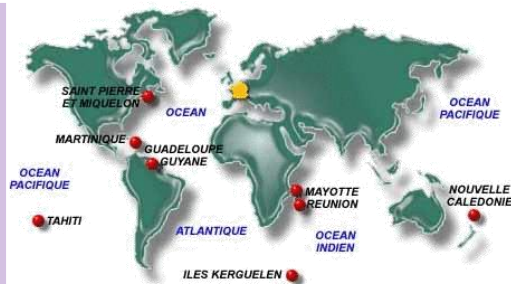 SAINT PIERRE
ET MIQUELON
OCEAN
OCEAN
PACIFIQUE
MARTINIQUE
GUADELOUPE
GUYANE
OCEAN
PACIFIQUE
MAYOTTE
REUNION
NOUVELLE
CALEDONIE
TAHITI
ATLANTIQUE
OCEAN
INDIEN
ILES KERGUELEN